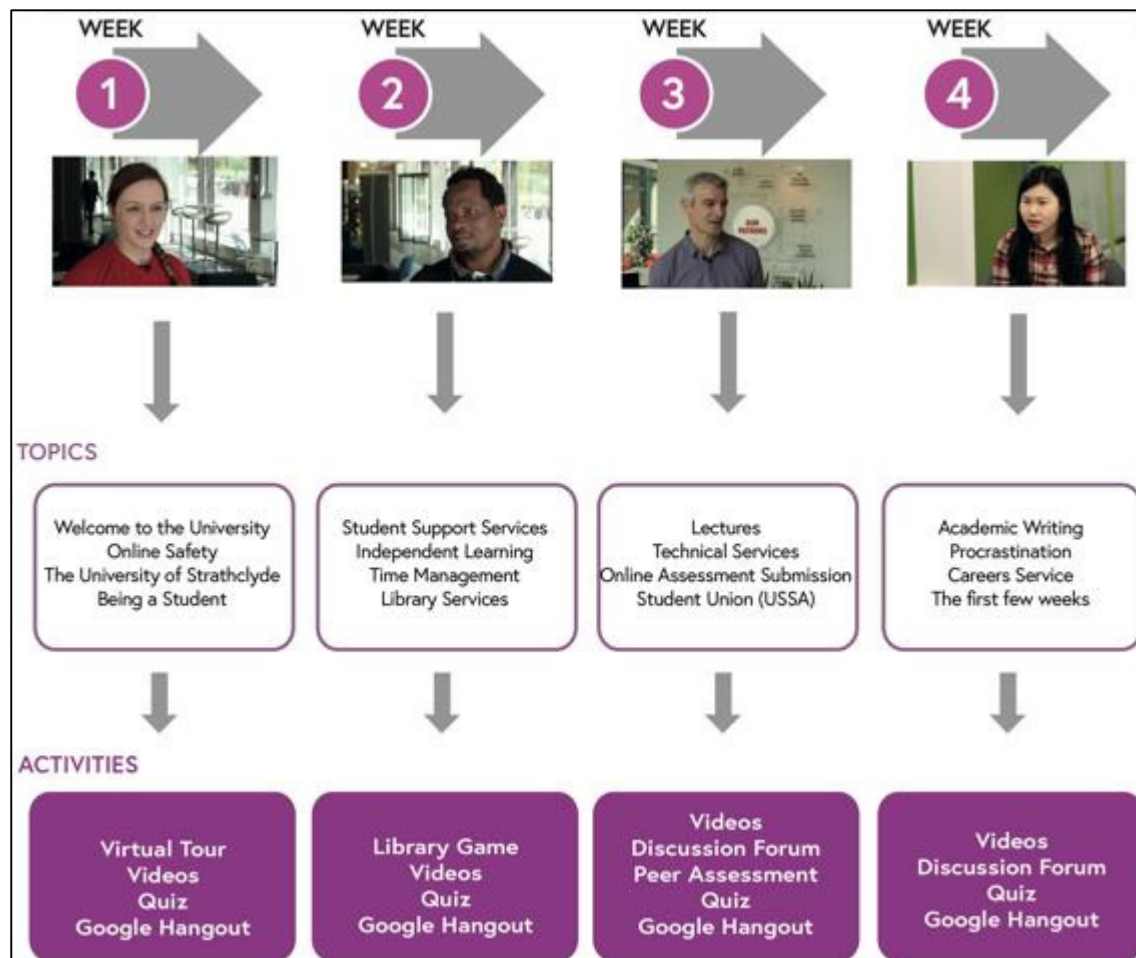 WEEK
1
WEEK
2
WEEK
3
WEEK
4
OUR
PATRONS
TOPICS
Welcome to the University
Online Safety
The University of Strathclyde
Being a Student
Student Support Services
Independent Learning
Time Management
Library Services
Lectures
Technical Services
Online Assessment Submission
Student Union (USSA)
Academic Writing
Procrastination
Careers Service
The first few weeks
ACTIVITIES
Virtual Tour
Videos
Quiz
Google Hangout
Library Game
Videos
Quiz
Google Hangout
Videos
Discussion Forum
Peer Assessment
Quiz
Google Hangout
Videos
Discussion Forum
Quiz
Google Hangout